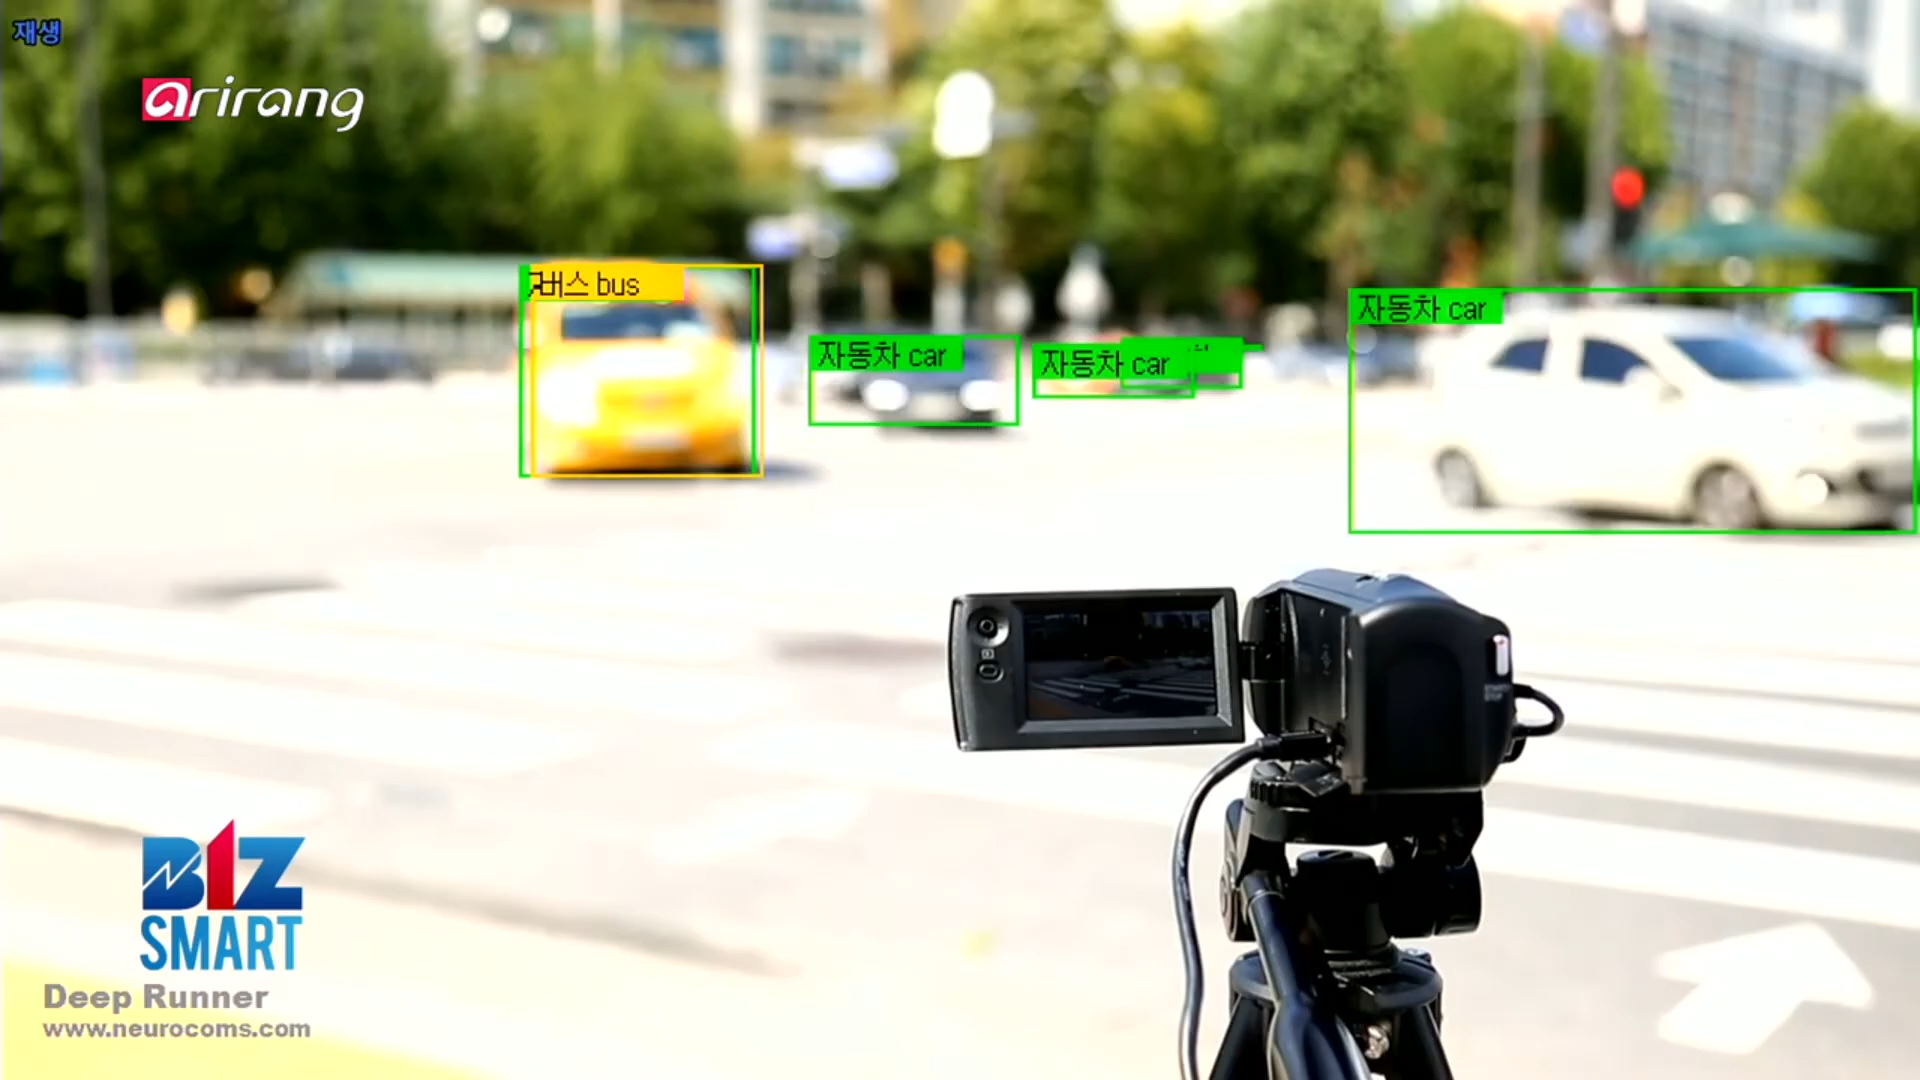 재생
arirang
버스 bus
자동차 car
자동차 car
자동차 car
BIZ
SMART
Deep Runner
www.neurocoms.com